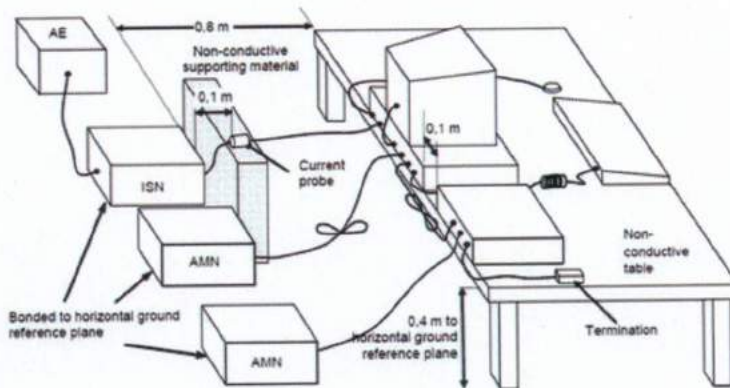 AE
0,8 m
Non-conductive
supporting material
0,1 m
0,1 m
ISN
Current
probe
AMN
Non-
conductive
table
Bonded to horizontal ground
reference plane
0,4 m to
horizontal ground
reference plane
Termination
AMN